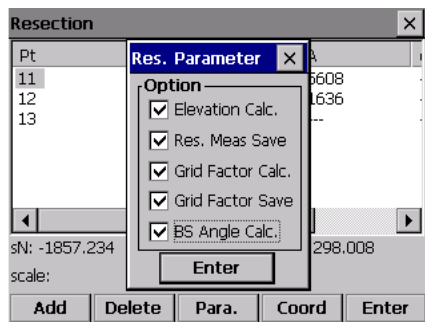 Resection
Pt A
11 5608
12 1636
13 ---
Res. Parameter
Option
Elevation Calc.
Res. Meas Save
Grid Factor Calc.
Grid Factor Save
BS Angle Calc.
Enter
sN: -1857.234 298.008
scale:
Add Delete Para. Coord Enter